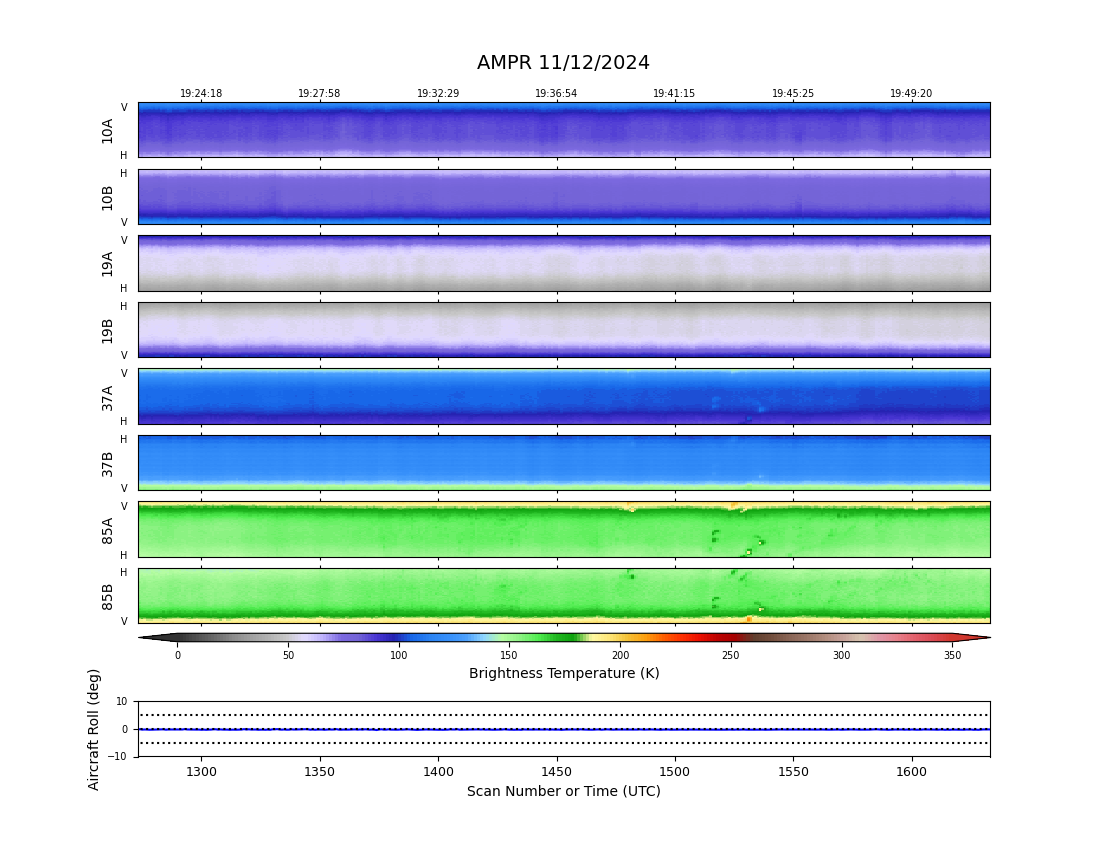 AMPR 11/12/2024
19:24:18 19:27:58 19:32:29 19:36:54 19:41:15 19:45:25 19:49:20
V
10A
H
H
10B
V
V
19A
H
H
19B
V
V
37A
H
H
37B
V
V
85A
H
H
85B
V
0 50 100 150 200 250 300 350
Brightness Temperature (K)
Aircraft Roll (deg)
10
0
−10
1300 1350 1400 1450 1500 1550 1600
Scan Number or Time (UTC)